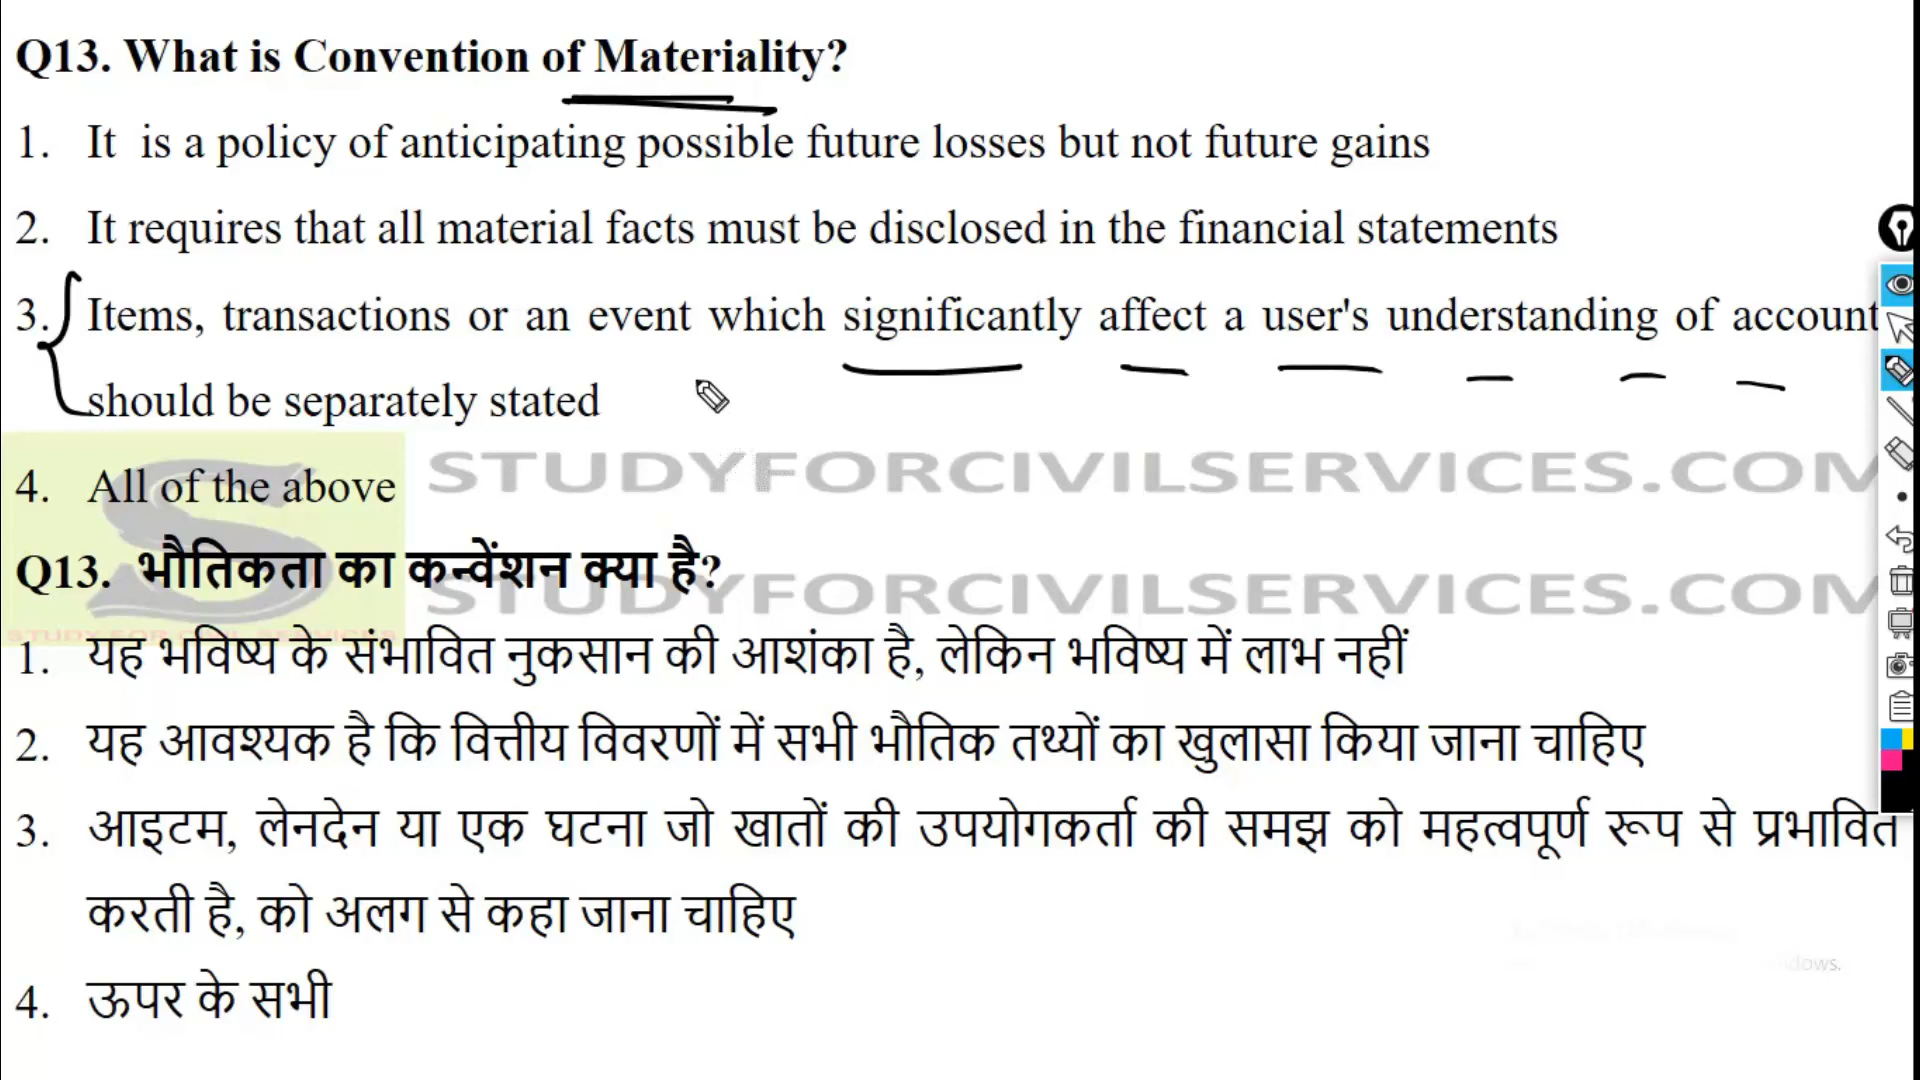 Q13. What is Convention of Materiality?
1. It is a policy of anticipating possible future losses but not future gains
2. It requires that all material facts must be disclosed in the financial statements
3. Items, transactions or an event which significantly affect a user's understanding of account
should be separately stated
STUDYFORCIVILSERVICES.COM
4. All of the above
Q13. भौतिकता का कन्वेंशन क्या है?
STUDYFORCIVILSERVICES.COM
STUDY FOR CIVIL SERVICES
1. यह भविष्य के संभावित नुकसान की आशंका है, लेकिन भविष्य में लाभ नहीं
2. यह आवश्यक है कि वित्तीय विवरणों में सभी भौतिक तथ्यों का खुलासा किया जाना चाहिए
3. आइटम, लेनदेन या एक घटना जो खातों की उपयोगकर्ता की समझ को महत्वपूर्ण रूप से प्रभावित
करती है, को अलग से कहा जाना चाहिए
4. ऊपर के सभी